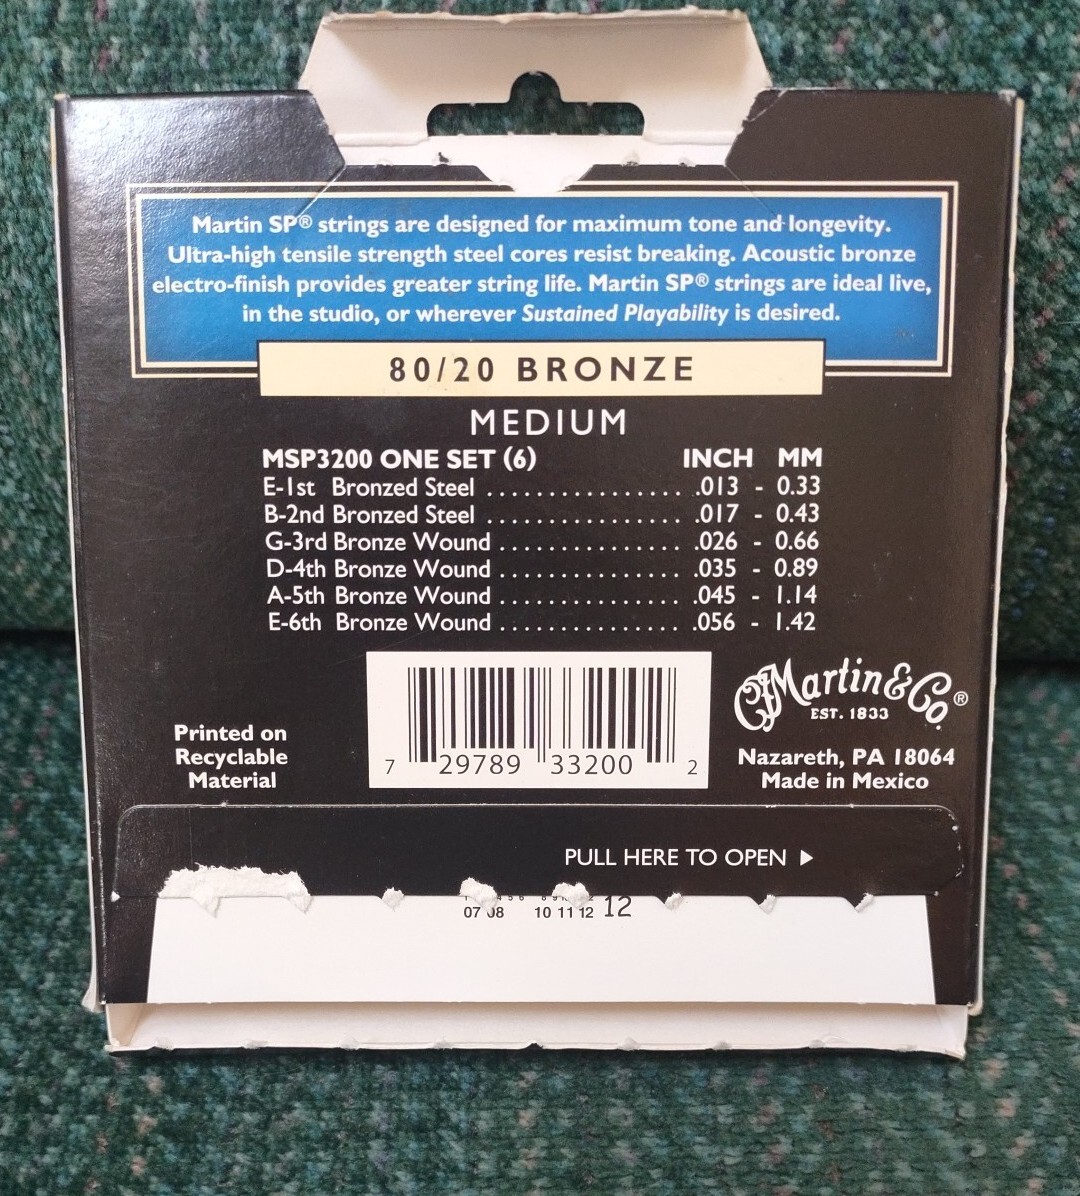 Martin SP® strings are designed for maximum tone and longevity.
Ultra-high tensile strength steel cores resist breaking. Acoustic bronze
electro-finish provides greater string life. Martin SP® strings are ideal live,
in the studio, or wherever Sustained Playability is desired.
80/20 BRONZE
MEDIUM
MSP3200 ONE SET (6) INCH MM
E-1st Bronzed Steel ................. .013 - 0.33
B-2nd Bronzed Steel ................. .017 - 0.43
G-3rd Bronze Wound ................ .026 - 0.66
D-4th Bronze Wound ................ .035 - 0.89
A-5th Bronze Wound ................ .045 - 1.14
E-6th Bronze Wound ................ .056 - 1.42
CFMartin & Co.®
EST. 1833
Printed on
Recyclable
Material
7 29789 33200 2
Nazareth, PA 18064
Made in Mexico
PULL HERE TO OPEN ▶
07 08 10 11 12 12